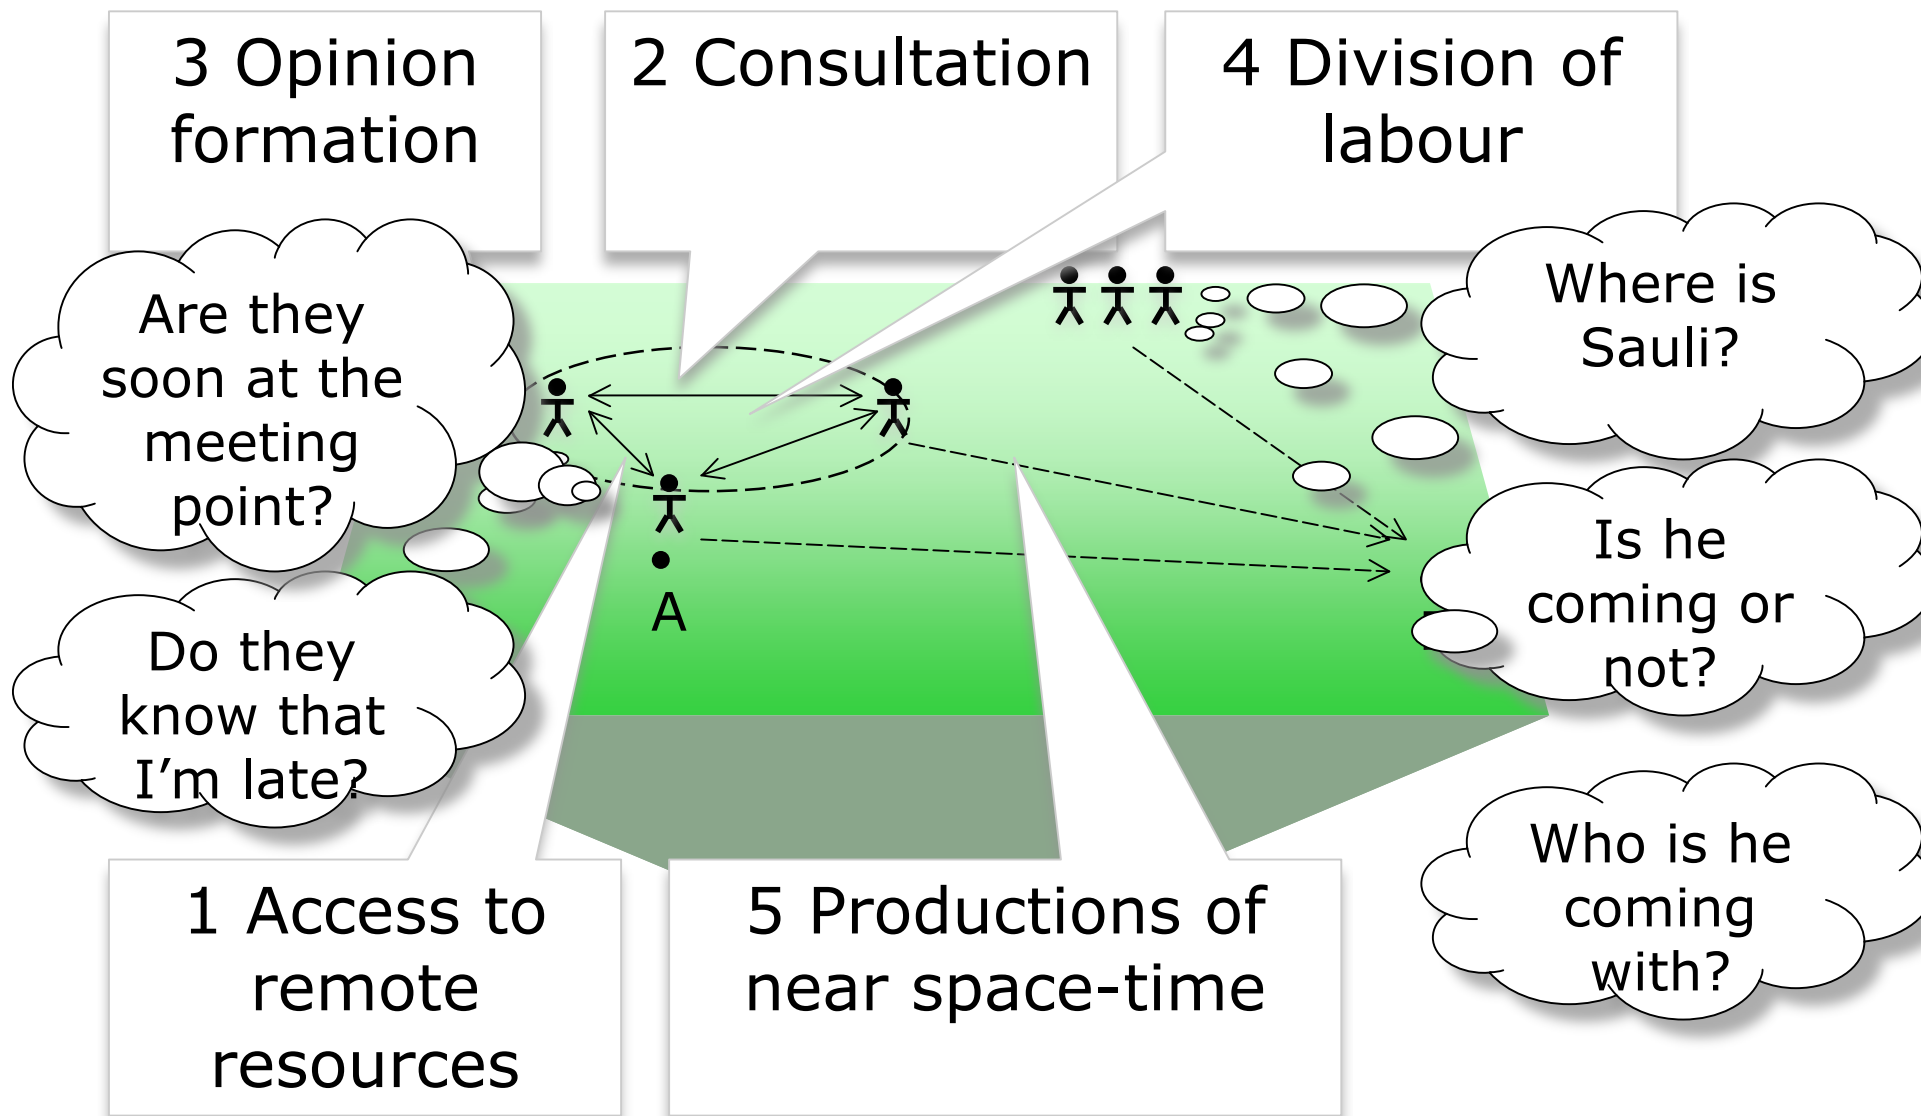 3 Opinion
formation
2 Consultation
4 Division of
labour
Are they
soon at the
meeting
point?
Where is
Sauli?
Is he
coming or
not?
A
Do they
know that
I'm late?
Who is he
coming
with?
1 Access to
remote
resources
5 Productions of
near space-time